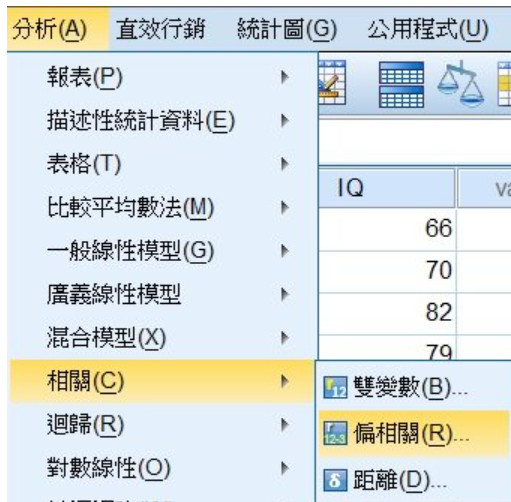 分析(A) 直效行銷 統計圖(G) 公用程式(U)
報表(P)
描述性統計資料(E)
表格(T)
比較平均數法(M)
一般線性模型(G)
廣義線性模型
混合模型(X)
相關(C)
迴歸(R)
對數線性(O)
IQ va
66
70
82
79
雙變數(B)...
偏相關(R)...
距離(D)...